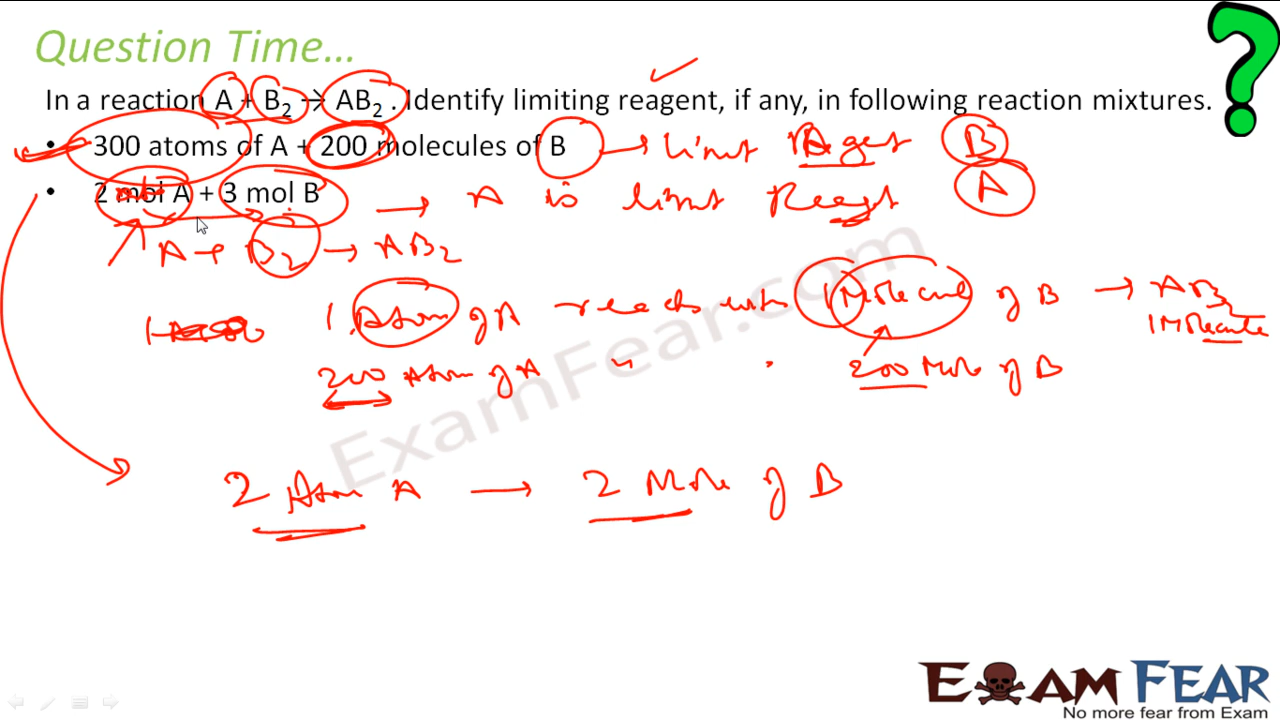 Question Time...
In a reaction A + B₂ → AB₂ . Identify limiting reagent, if any, in following reaction mixtures.
• 300 atoms of A + 200 molecules of B → limit Reagent B
• 2 mol A + 3 mol B → A is limit Reagent A
A + B₂ → AB₂
1 Atom of A reacts with 1 Molecule of B → AB₂
1 Molecule
200 Atom of A " " 200 Mole of B
2 Atom A → 2 Mole of B
ExamFear.com
EXAM FEAR
No more fear from Exam